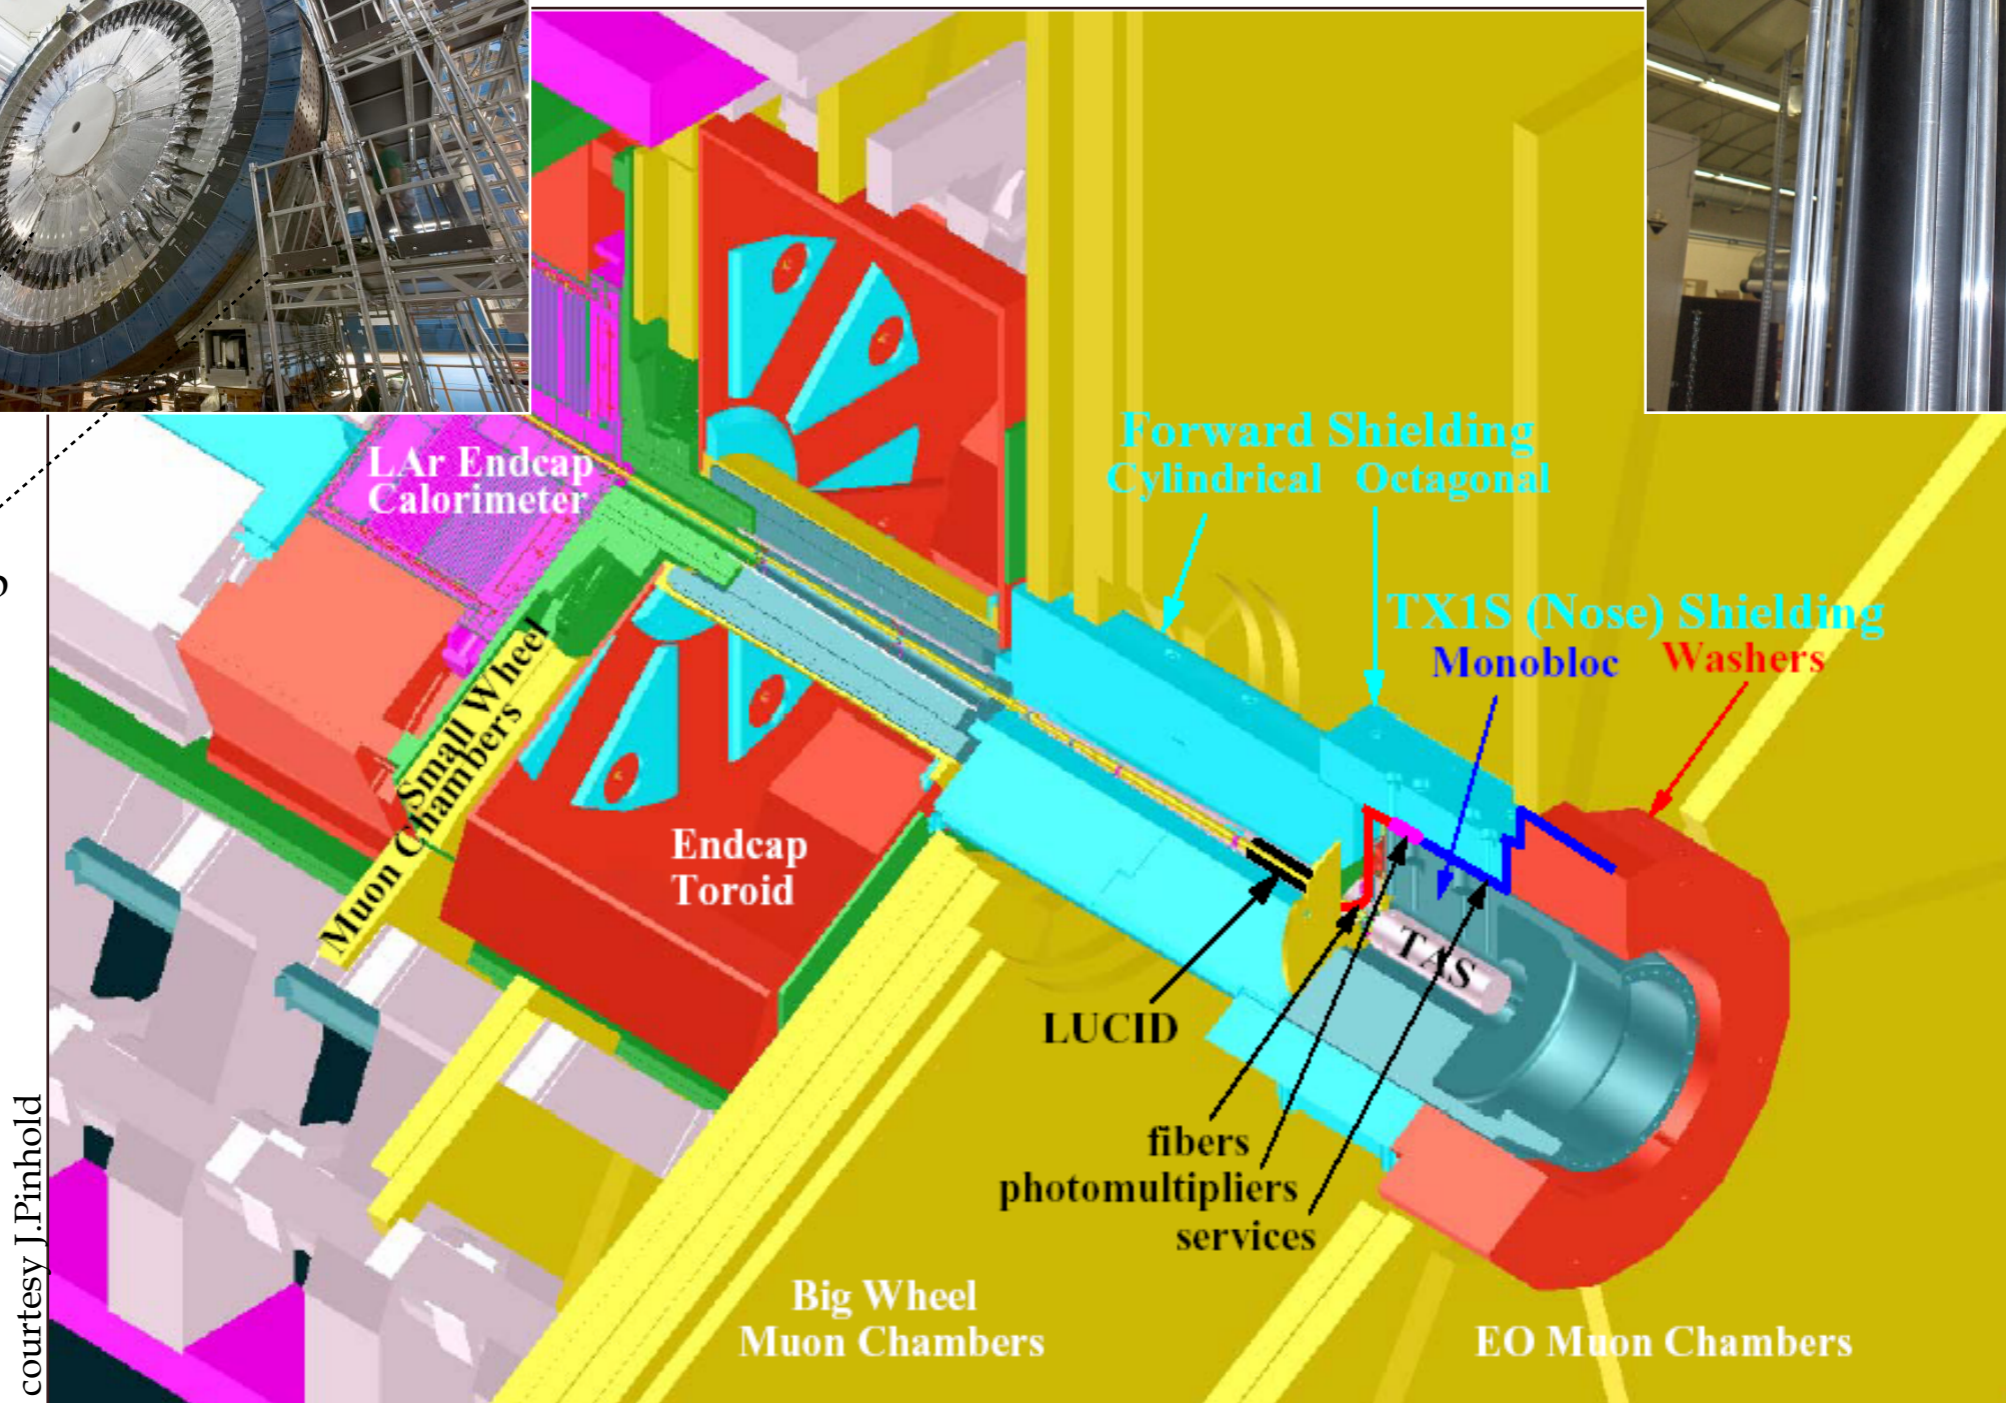 LAr Endcap
Calorimeter
Forward Shielding
Cylindrical Octagonal
TX1S (Nose) Shielding
Monobloc Washers
Small Wheel
Muon Chambers
Endcap
Toroid
TAS
LUCID
fibers
photomultipliers
services
Big Wheel
Muon Chambers
EO Muon Chambers
courtesy J.Pinhold